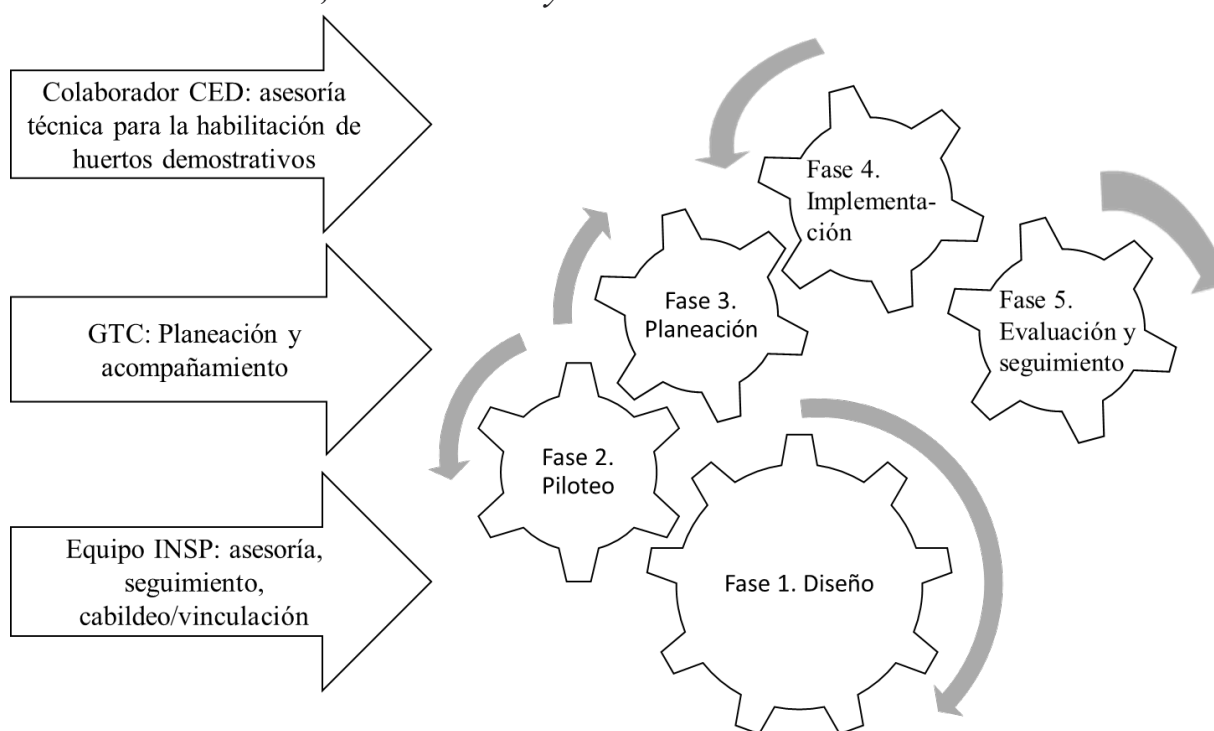 Colaborador CED: asesoría
técnica para la habilitación de
huertos demostrativos
GTC: Planeación y
acompañamiento
Equipo INSP: asesoría,
seguimiento,
cabildeo/vinculación
Fase 4.
Implementa-
ción
Fase 3.
Planeación
Fase 5.
Evaluación y
seguimiento
Fase 2.
Piloteo
Fase 1. Diseño